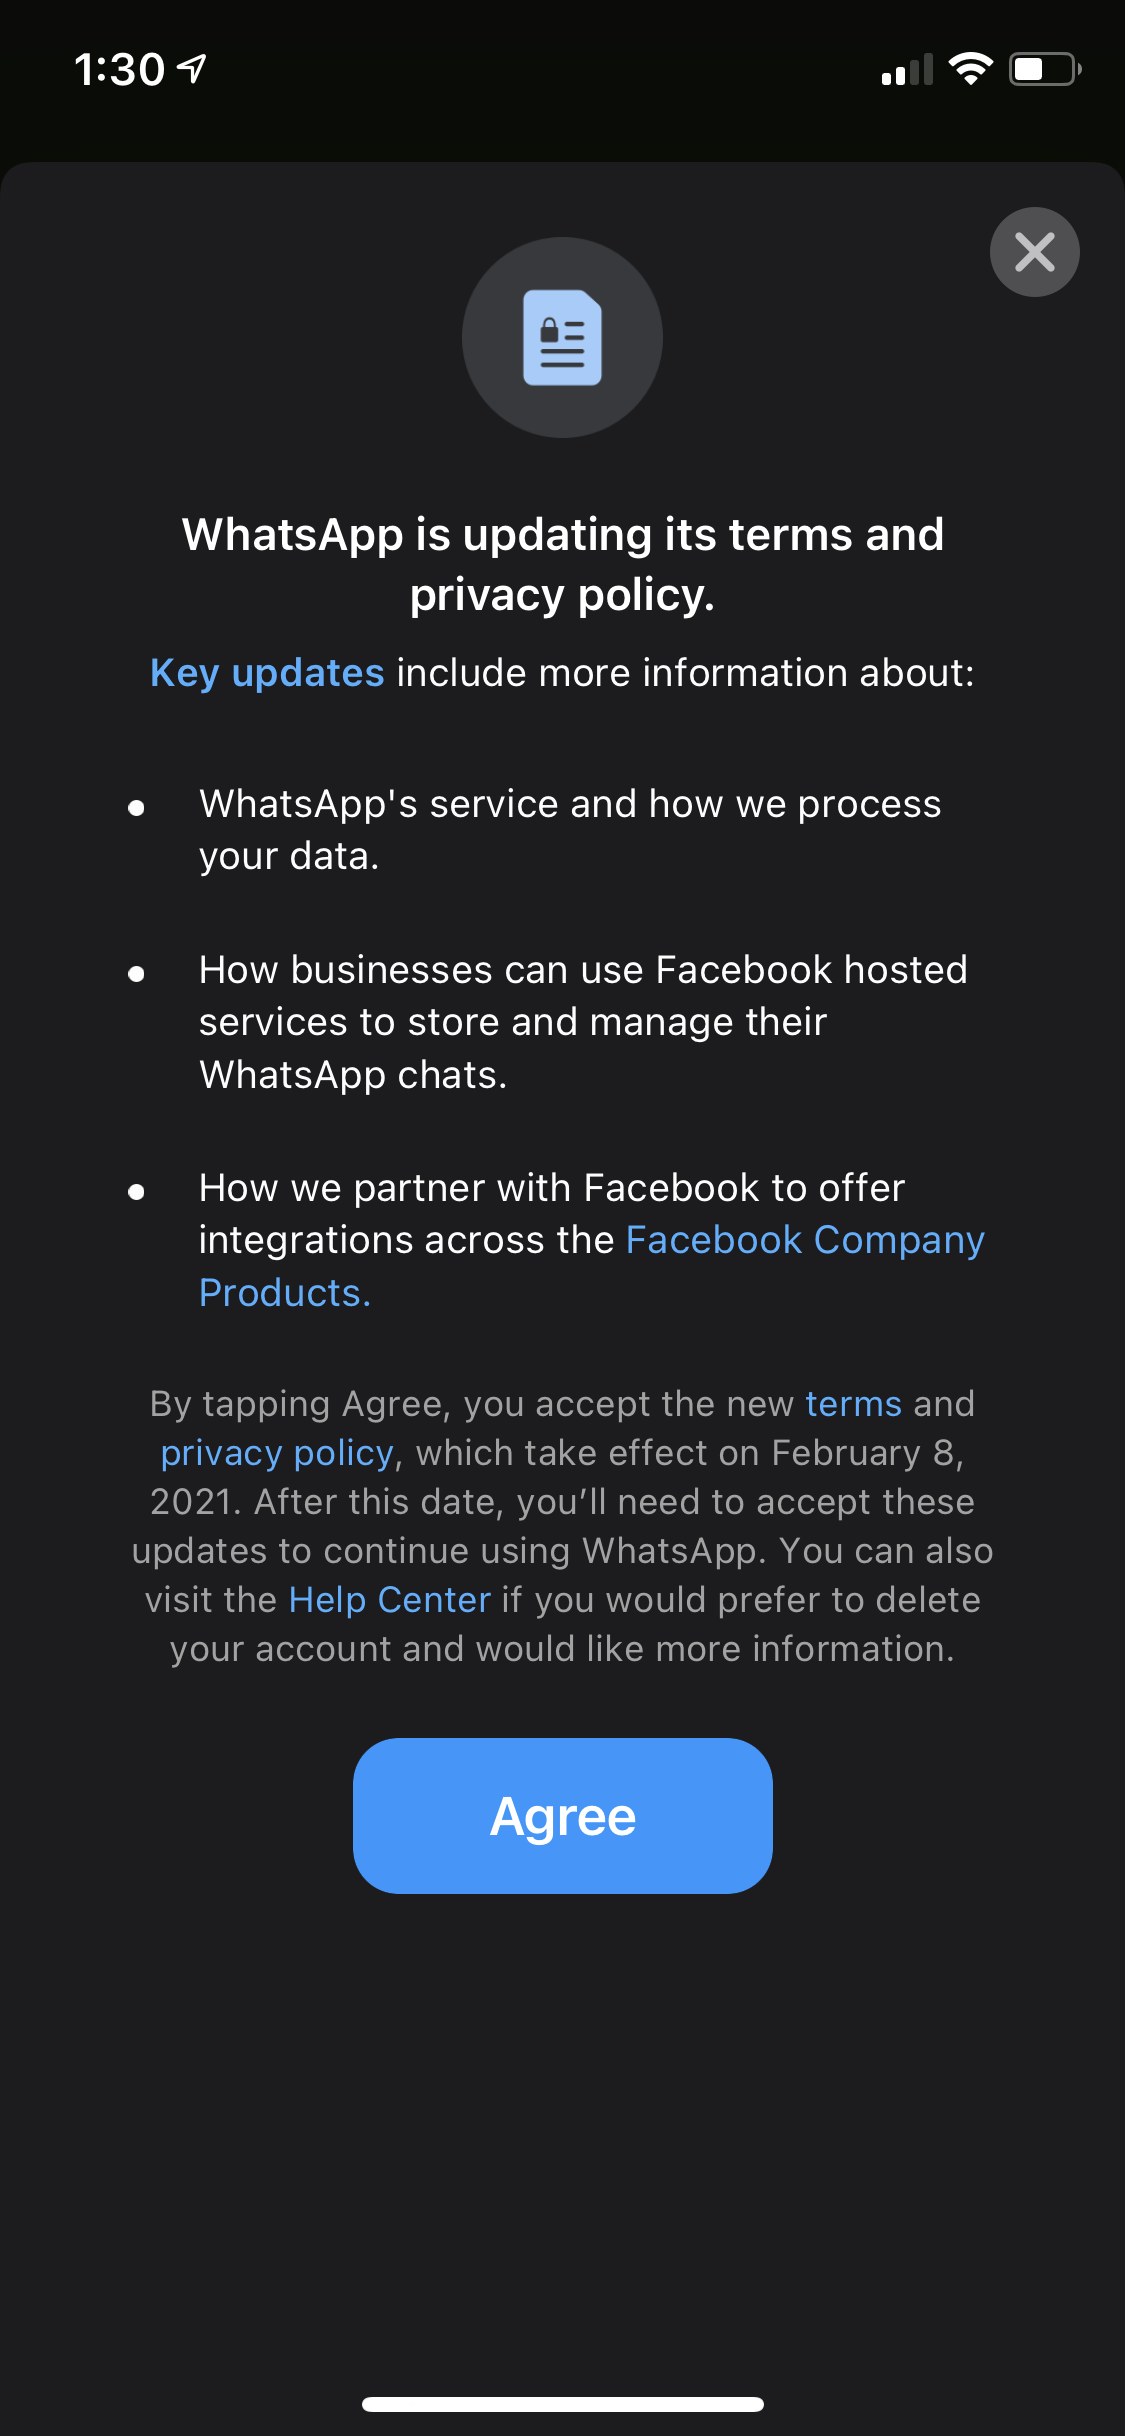 1:30
WhatsApp is updating its terms and
privacy policy.
Key updates include more information about:
• WhatsApp's service and how we process
your data.
• How businesses can use Facebook hosted
services to store and manage their
WhatsApp chats.
• How we partner with Facebook to offer
integrations across the Facebook Company
Products.
By tapping Agree, you accept the new terms and
privacy policy, which take effect on February 8,
2021. After this date, you’ll need to accept these
updates to continue using WhatsApp. You can also
visit the Help Center if you would prefer to delete
your account and would like more information.
Agree